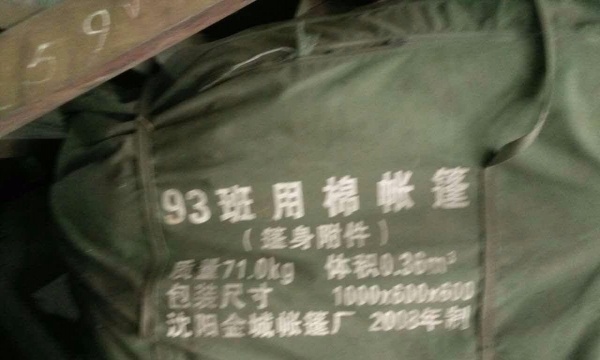 59
93班用棉帐篷
(篷身附件)
质量71.0kg 体积0.36m³
包装尺寸 1000x600x600
沈阳金城帐篷厂 2003年制